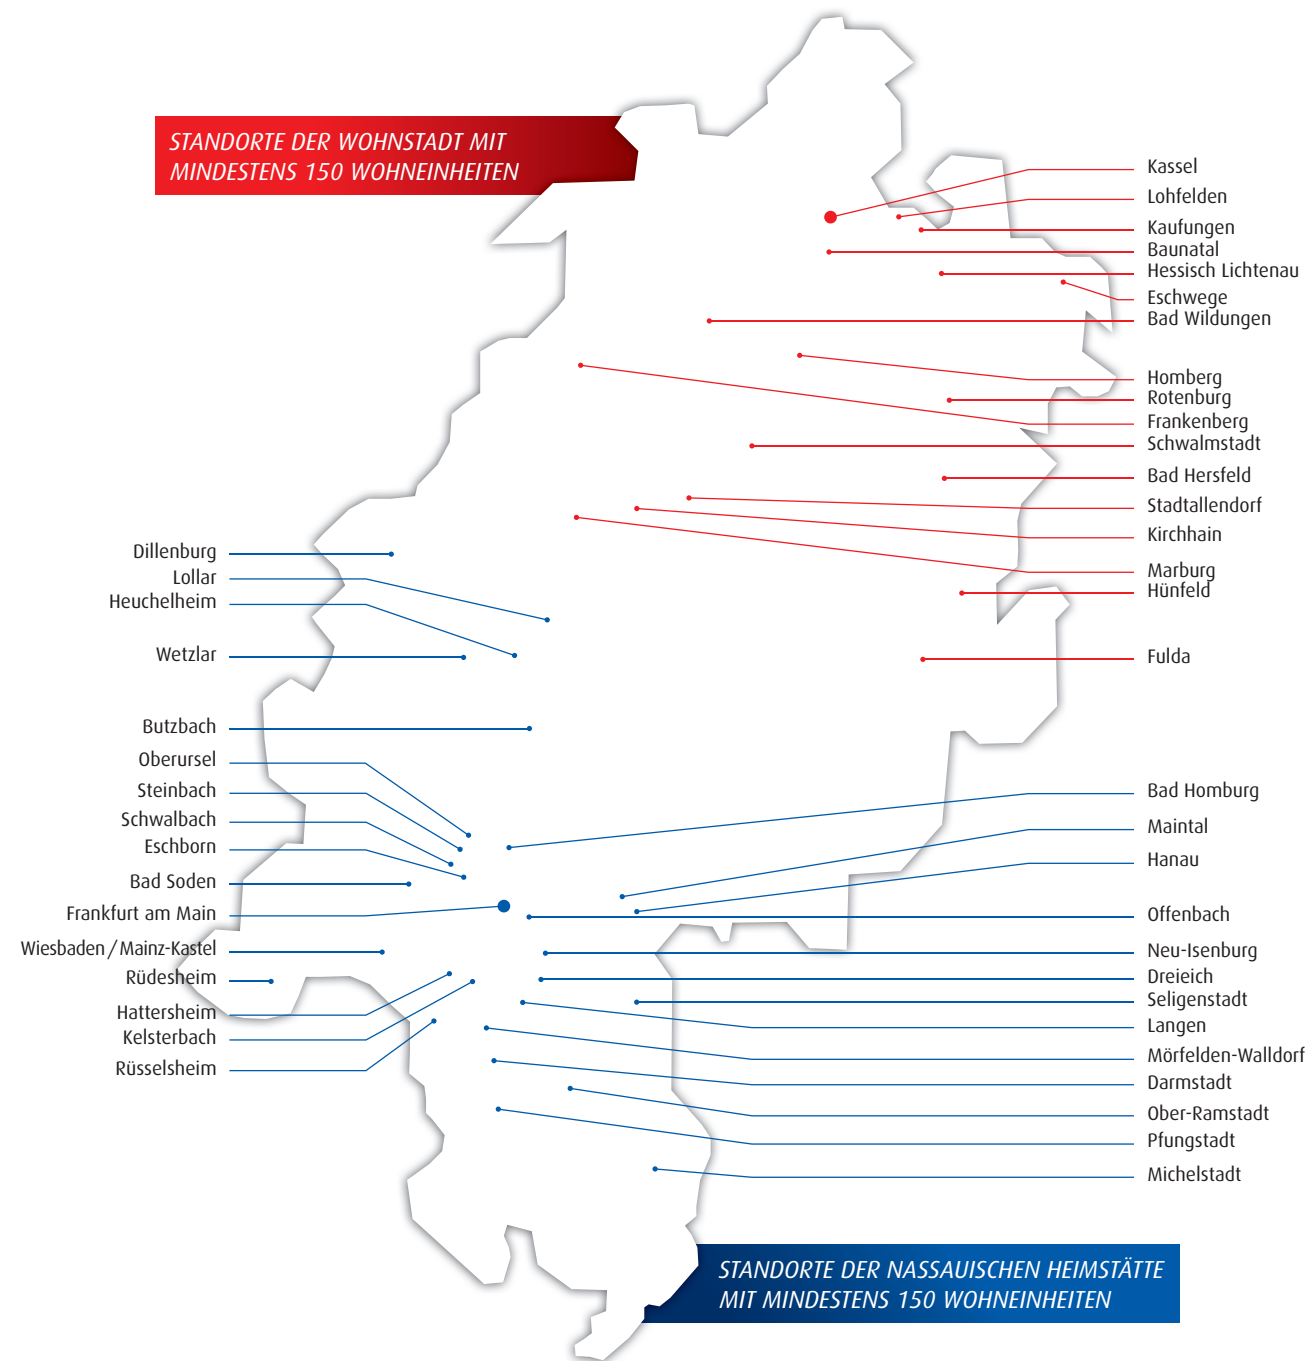 STANDORTE DER WOHNSTADT MIT
MINDESTENS 150 WOHNEINHEITEN
Kassel
Lohfelden
Kaufungen
Baunatal
Hessisch Lichtenau
Eschwege
Bad Wildungen
Homberg
Rotenburg
Frankenberg
Schwalmstadt
Bad Hersfeld
Stadtallendorf
Kirchhain
Marburg
Hünfeld
Fulda
Dillenburg
Lollar
Heuchelheim
Wetzlar
Butzbach
Oberursel
Steinbach
Schwalbach
Eschborn
Bad Soden
Frankfurt am Main
Wiesbaden / Mainz-Kastel
Rüdesheim
Hattersheim
Kelsterbach
Rüsselsheim
Bad Homburg
Maintal
Hanau
Offenbach
Neu-Isenburg
Dreieich
Seligenstadt
Langen
Mörfelden-Walldorf
Darmstadt
Ober-Ramstadt
Pfungstadt
Michelstadt
STANDORTE DER NASSAUISCHEN HEIMSTÄTTE
MIT MINDESTENS 150 WOHNEINHEITEN